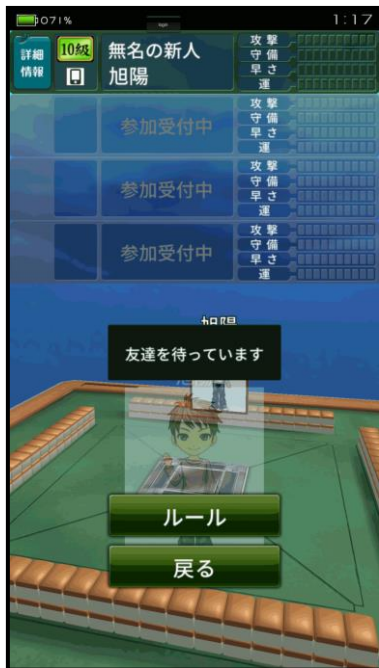 071%
1:17
詳細
情報
10級
無名の新人
旭陽
攻撃
守備
早さ
運
参加受付中
攻撃
守備
早さ
運
参加受付中
攻撃
守備
早さ
運
参加受付中
攻撃
守備
早さ
運
旭陽
友達を待っています
ルール
戻る